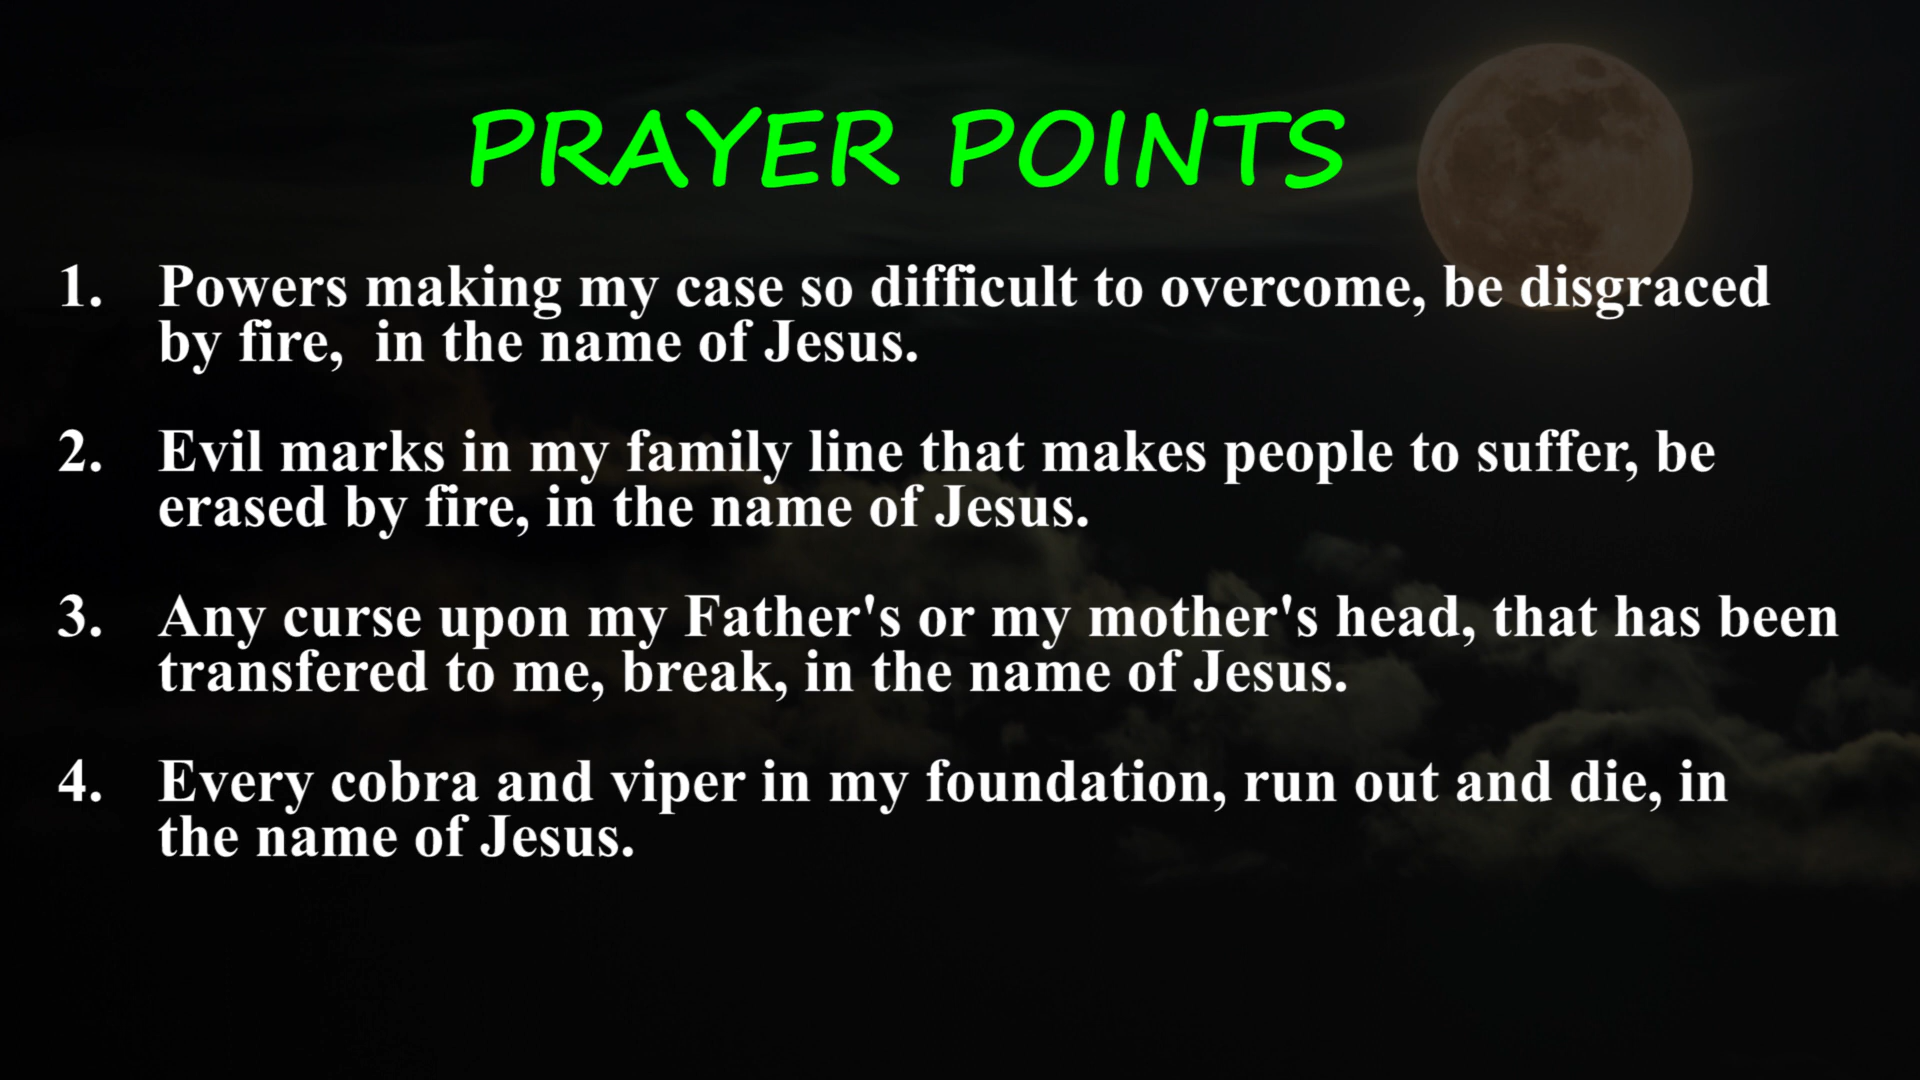 PRAYER POINTS
1. Powers making my case so difficult to overcome, be disgraced
by fire,  in the name of Jesus.
2. Evil marks in my family line that makes people to suffer, be
erased by fire, in the name of Jesus.
3. Any curse upon my Father's or my mother's head, that has been
transfered to me, break, in the name of Jesus.
4. Every cobra and viper in my foundation, run out and die, in
the name of Jesus.